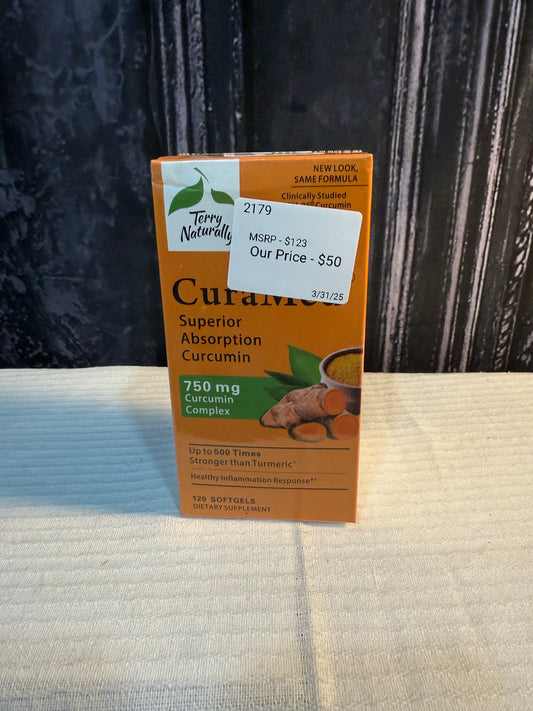 NEW LOOK,
SAME FORMULA
Clinically Studied
Curcumin
Terry
Naturally
2179
MSRP - $123
Our Price - $50
3/31/25
CuraMed
Superior
Absorption
Curcumin
750 mg
Curcumin
Complex
Up to 500 Times
Stronger than Turmeric*
Healthy Inflammation Response*†
120 SOFTGELS
DIETARY SUPPLEMENT